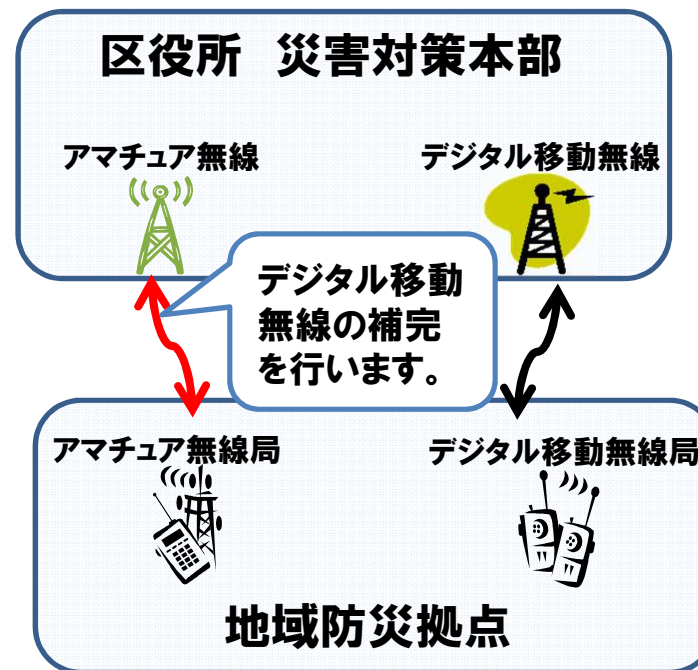 区役所 災害対策本部
アマチュア無線
デジタル移動無線
デジタル移動
無線の補完
を行います。
アマチュア無線局
デジタル移動無線局
地域防災拠点